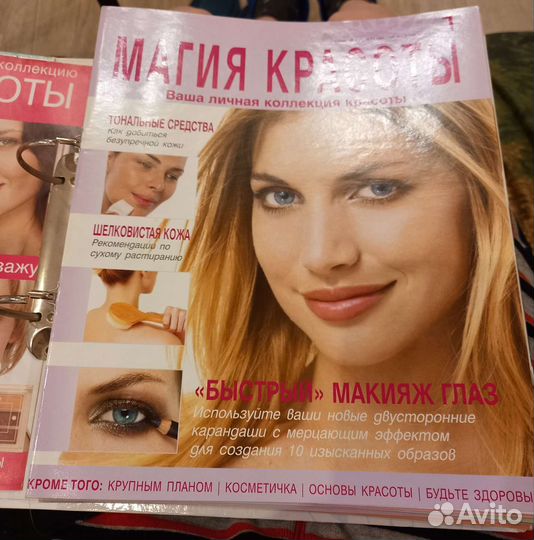 КОЛЛЕКЦИЮ
ОТЫ
МАГИЯ КРАСОТЫ
Ваша личная коллекция красоты
ТОНАЛЬНЫЕ СРЕДСТВА
Как добиться
безупречной кожи
ШЕЛКОВИСТАЯ КОЖА
Рекомендации по
сухому растиранию
«БЫСТРЫЙ» МАКИЯЖ ГЛАЗ
Используйте ваши новые двусторонние
карандаши с мерцающим эффектом
для создания 10 изысканных образов
КРОМЕ ТОГО: КРУПНЫМ ПЛАНОМ | КОСМЕТИЧКА | ОСНОВЫ КРАСОТЫ | БУДЬТЕ ЗДОРОВЫ
Avito